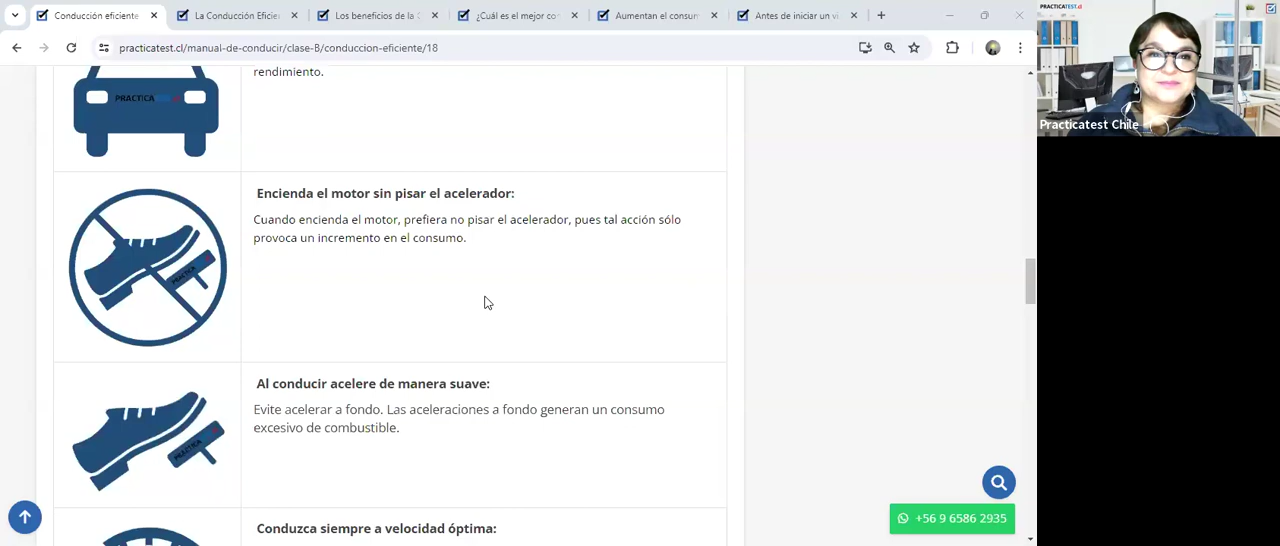 Conducción eficiente
La Conducción Eficie
Los beneficios de la C
¿Cuál es el mejor co
Aumentan el consum
Antes de iniciar un vi
practicatest.cl/manual-de-conducir/clase-B/conduccion-eficiente/18
PRACTICATEST.cl
Practicatest Chile
rendimiento.
PRACTICA
Encienda el motor sin pisar el acelerador:
Cuando encienda el motor, prefiera no pisar el acelerador, pues tal acción sólo
provoca un incremento en el consumo.
PRACTICA
Al conducir acelere de manera suave:
Evite acelerar a fondo. Las aceleraciones a fondo generan un consumo
excesivo de combustible.
PRACTICA
+56 9 6586 2935
Conduzca siempre a velocidad óptima: